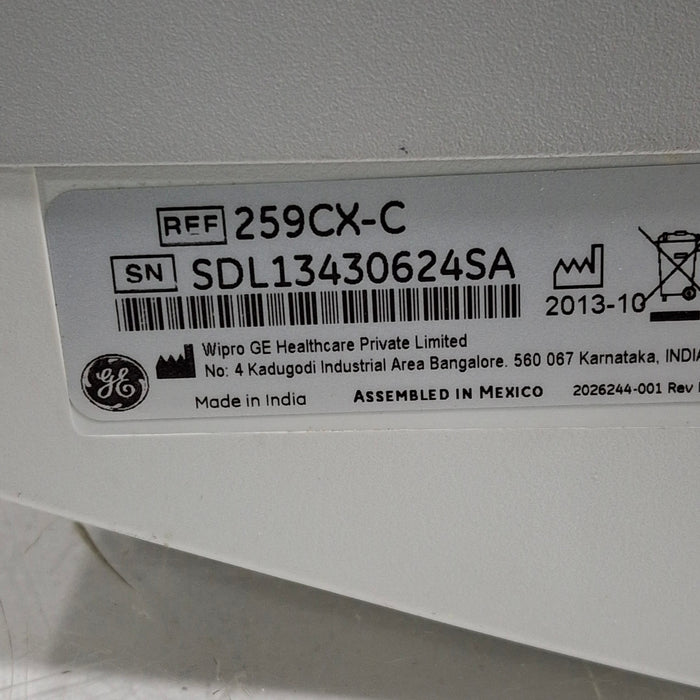 REF 259CX-C
SN SDL13430624SA
2013-10
Wipro GE Healthcare Private Limited
No: 4 Kadugodi Industrial Area Bangalore. 560 067 Karnataka, INDIA
GE
Made in India ASSEMBLED IN MEXICO 2026244-001 Rev